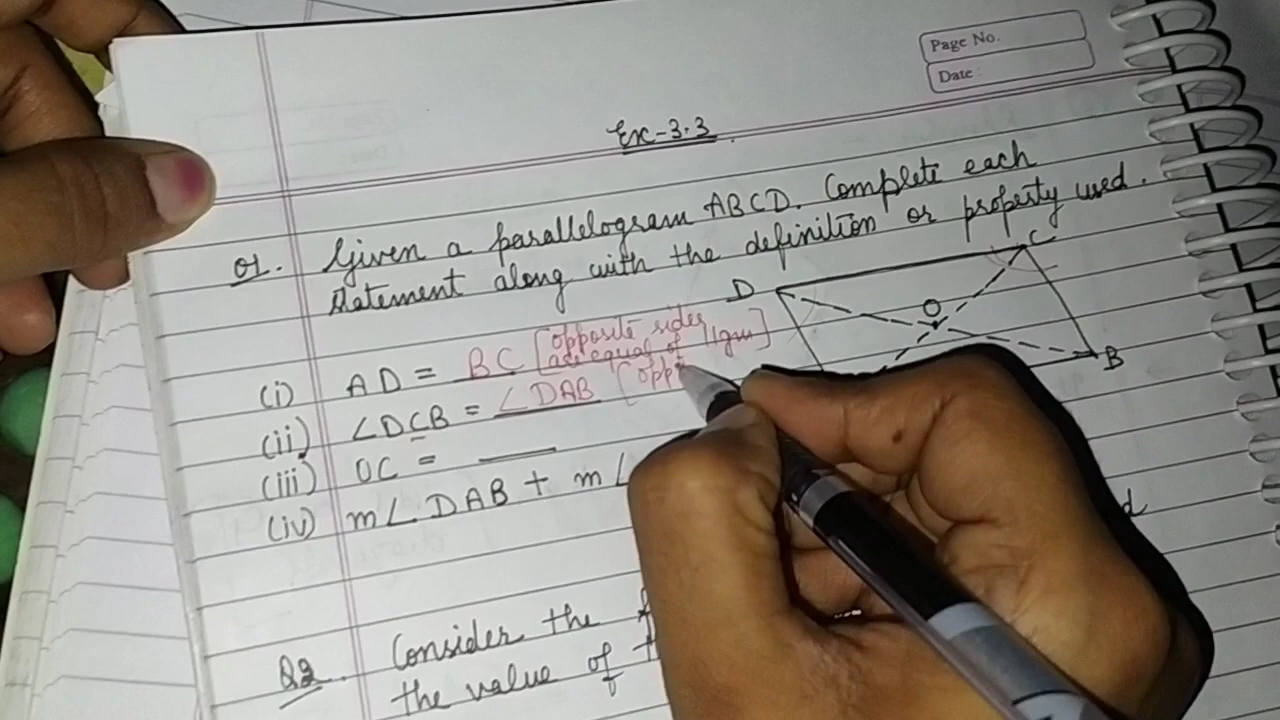 Page No.
Date:
Ex-3.3.
Q1. Given a parallelogram ABCD. Complete each
statement along with the definition or property used.
D
C
O
B
(i) AD = BC [opposite sides
are equal of ||gm]
(ii) ∠DCB = ∠DAB [opp
(iii) OC = ____
(iv) m∠DAB + m∠
d
Q2. Consider the
the value of